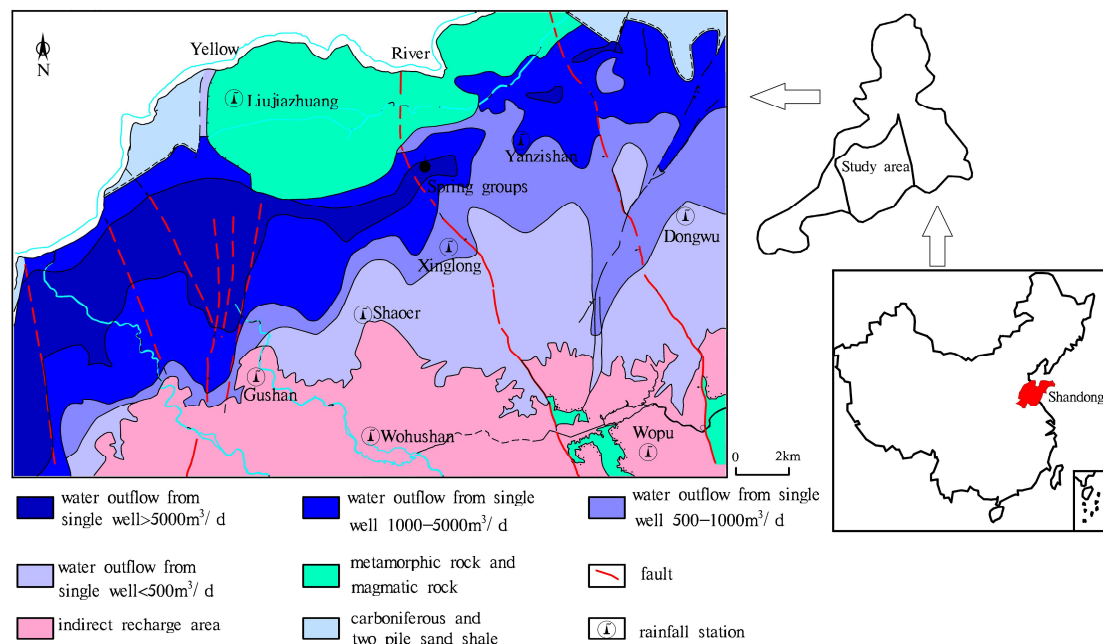 Yellow
River
N
Liujiazhuang
Yanzishan
Spring groups
Dongwu
Xinglong
Shaoer
Gushan
Wohushan
Wopu
0 2km
Study area
Shandong
water outflow from
single well>5000m³/ d
water outflow from single
well 1000–5000m³/ d
water outflow from single
well 500–1000m³/ d
water outflow from
single well<500m³/ d
metamorphic rock and
magmatic rock
fault
indirect recharge area
carboniferous and
two pile sand shale
rainfall station